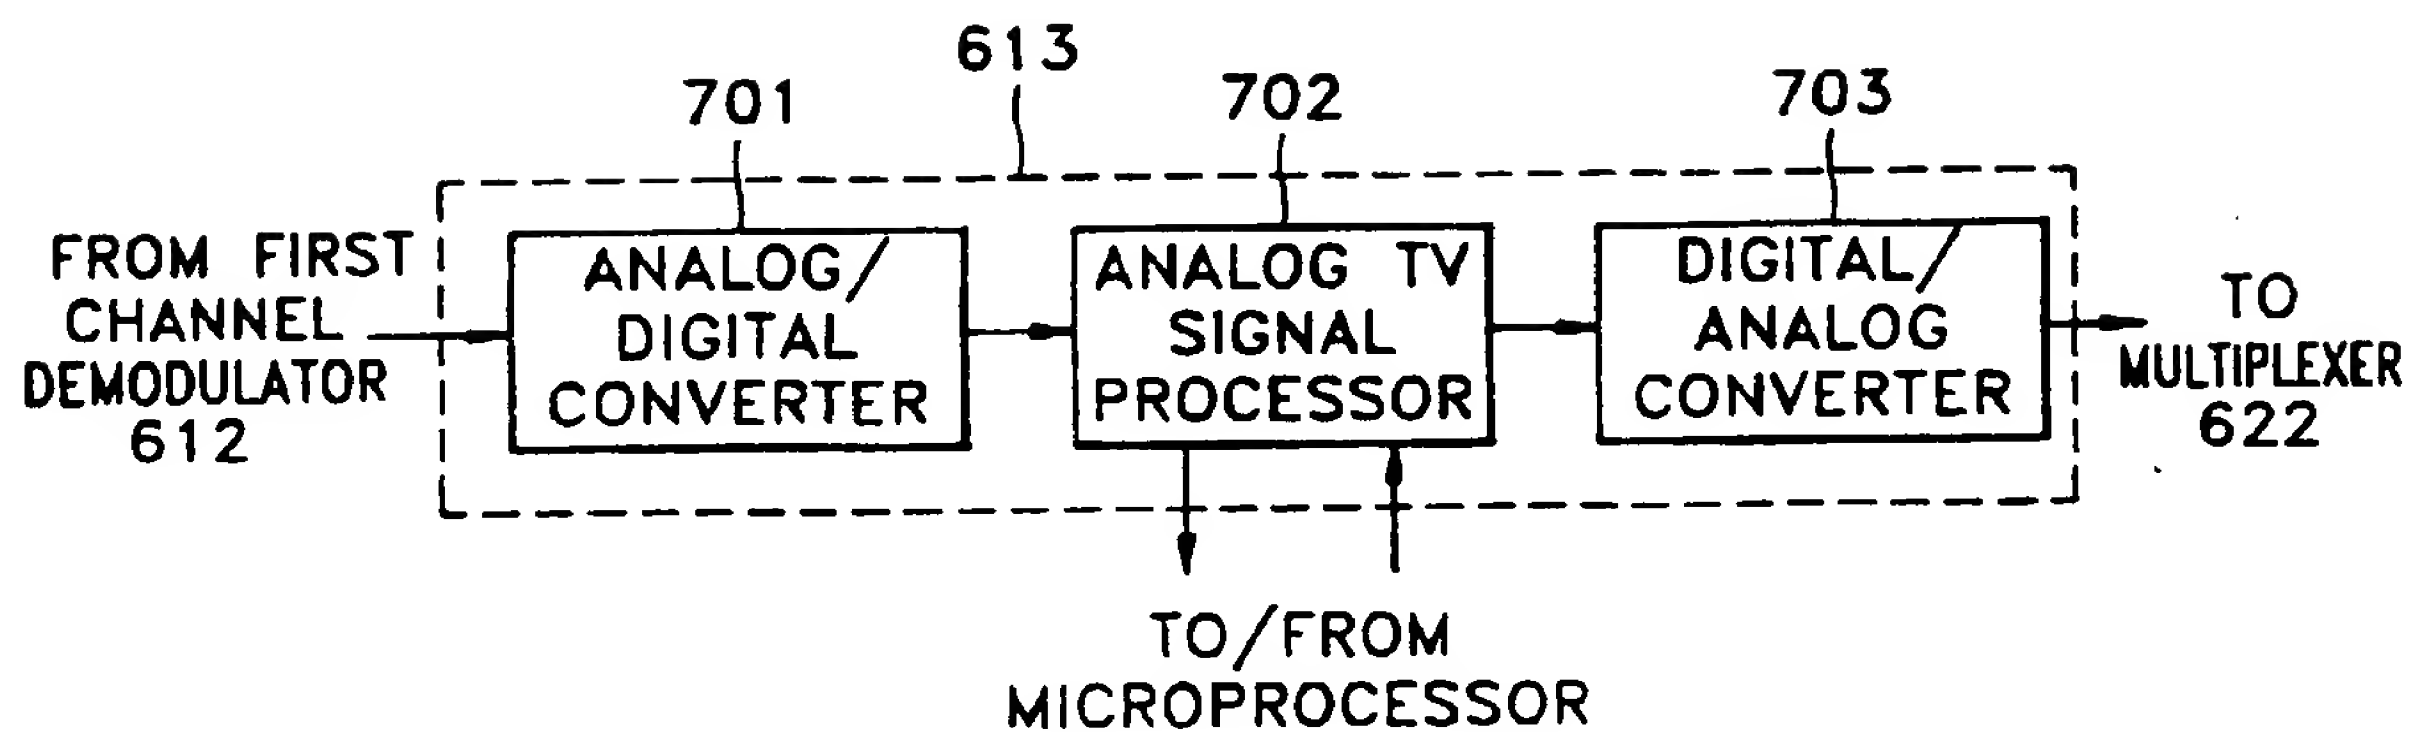 613
701
702
703
FROM FIRST
CHANNEL
DEMODULATOR
612
ANALOG/
DIGITAL
CONVERTER
ANALOG TV
SIGNAL
PROCESSOR
DIGITAL/
ANALOG
CONVERTER
TO
MULTIPLEXER
622
TO/FROM
MICROPROCESSOR